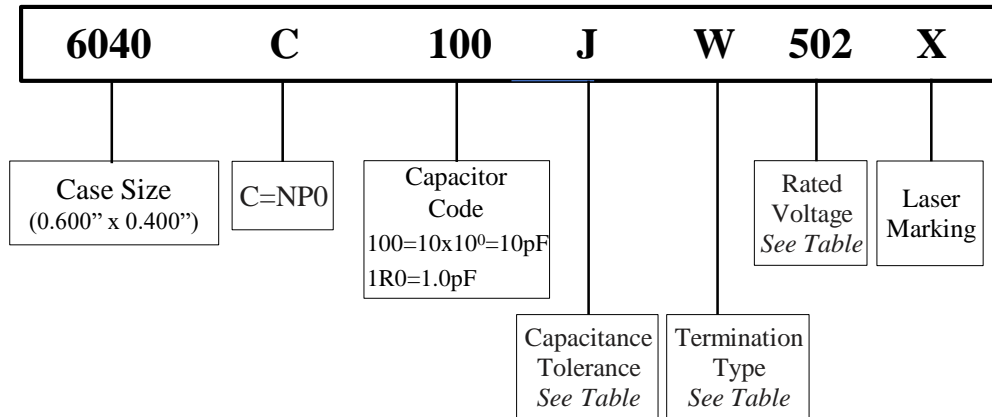 6040 C 100 J W 502 X
Case Size
(0.600” x 0.400”)
C=NP0
Capacitor
Code
100=10x10⁰=10pF
1R0=1.0pF
Capacitance
Tolerance
See Table
Termination
Type
See Table
Rated
Voltage
See Table
Laser
Marking